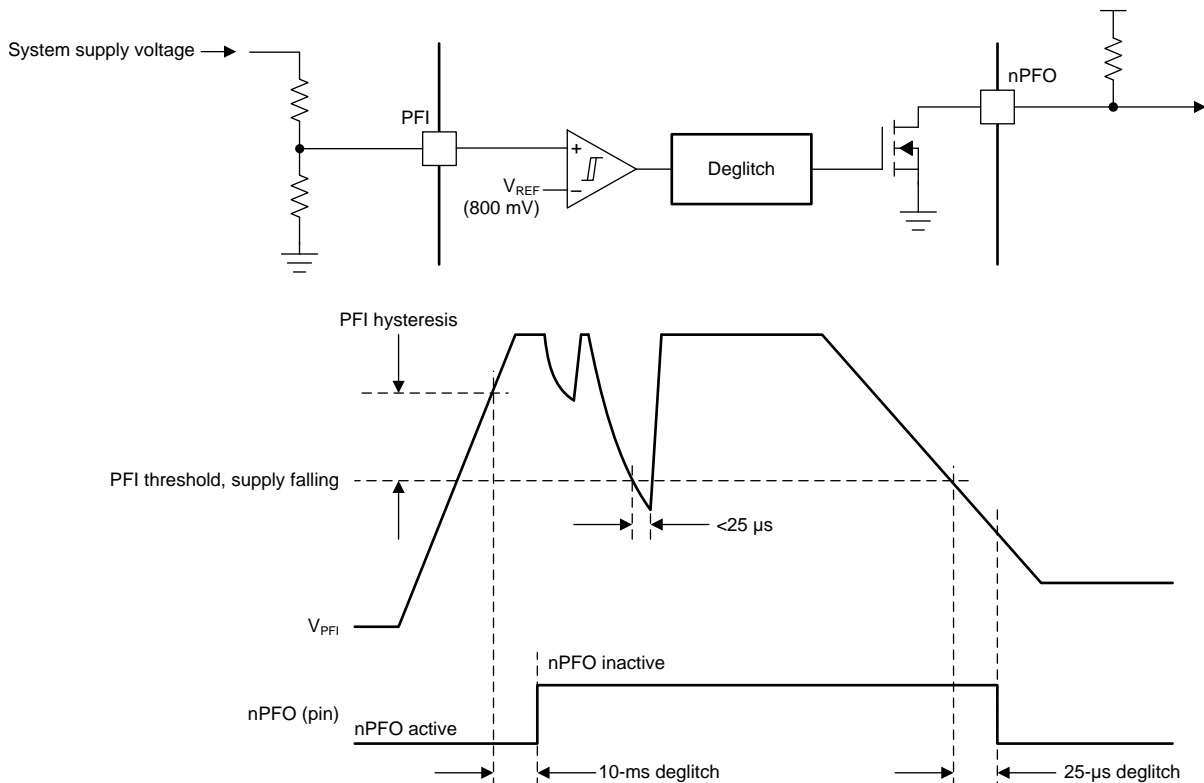 System supply voltage
PFI
nPFO
+
VREF
−
(800 mV)
Deglitch
PFI hysteresis
PFI threshold, supply falling
<25 µs
VPFI
nPFO inactive
nPFO (pin)
nPFO active
10-ms deglitch
25-µs deglitch